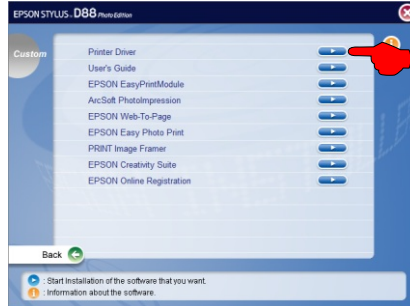 EPSON STYLUS D88 Photo Edition
Custom
Printer Driver
User's Guide
EPSON EasyPrintModule
ArcSoft PhotoImpression
EPSON Web-To-Page
EPSON Easy Photo Print
PRINT Image Framer
EPSON Creativity Suite
EPSON Online Registration
Back
: Start Installation of the software that you want.
: Information about the software.